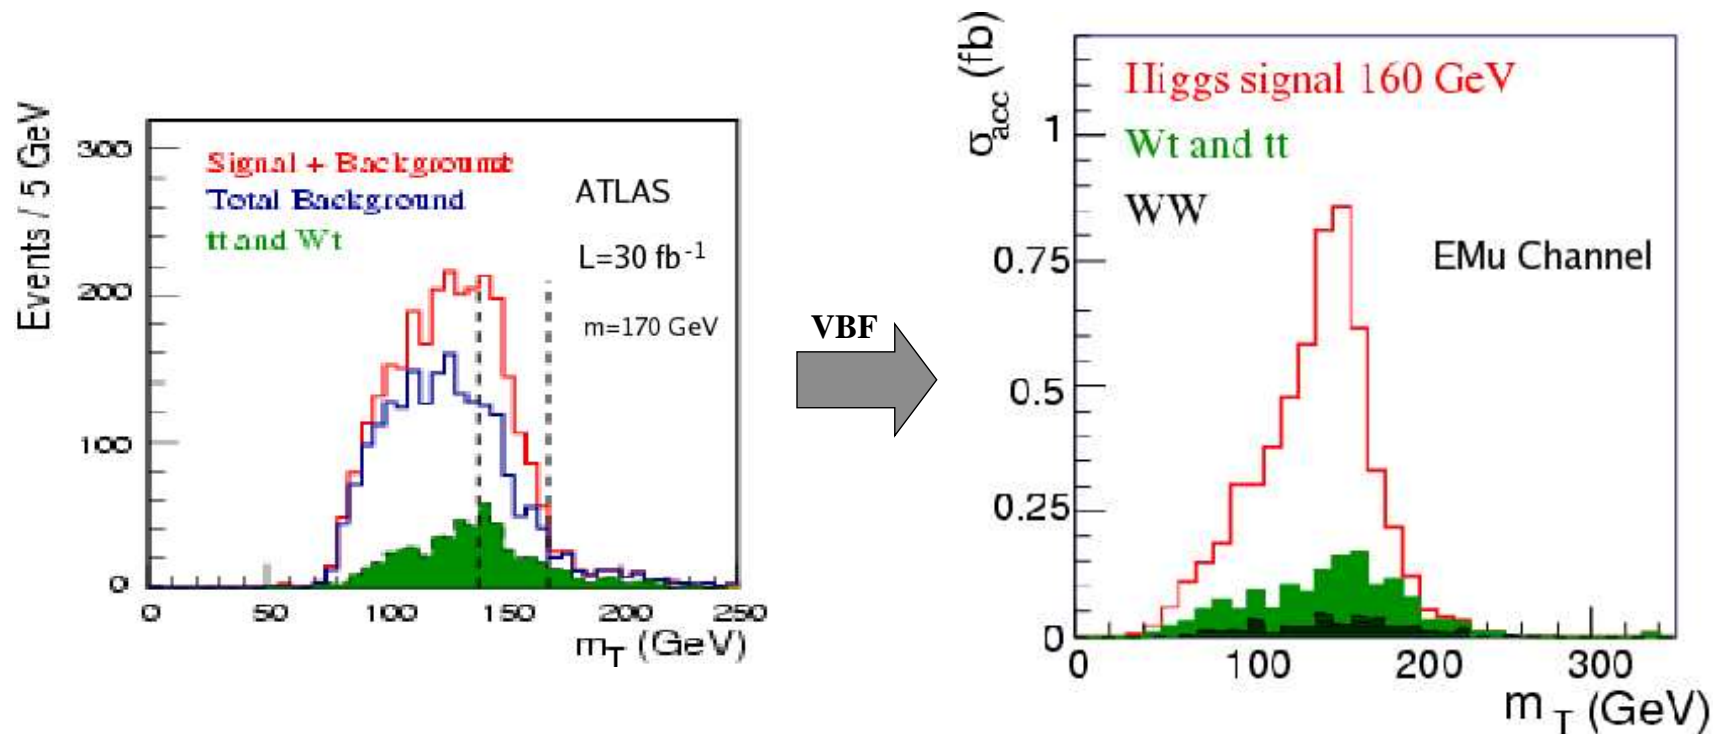 Events / 5 GeV
300
200
100
0
Signal + Background
Total Background
tt and Wt
ATLAS
L=30 fb-1
m=170 GeV
0 50 100 150 200 250
mT (GeV)
VBF
σacc (fb)
1
0.75
0.5
0.25
0
Higgs signal 160 GeV
Wt and tt
WW
EMu Channel
0 100 200 300
mT (GeV)